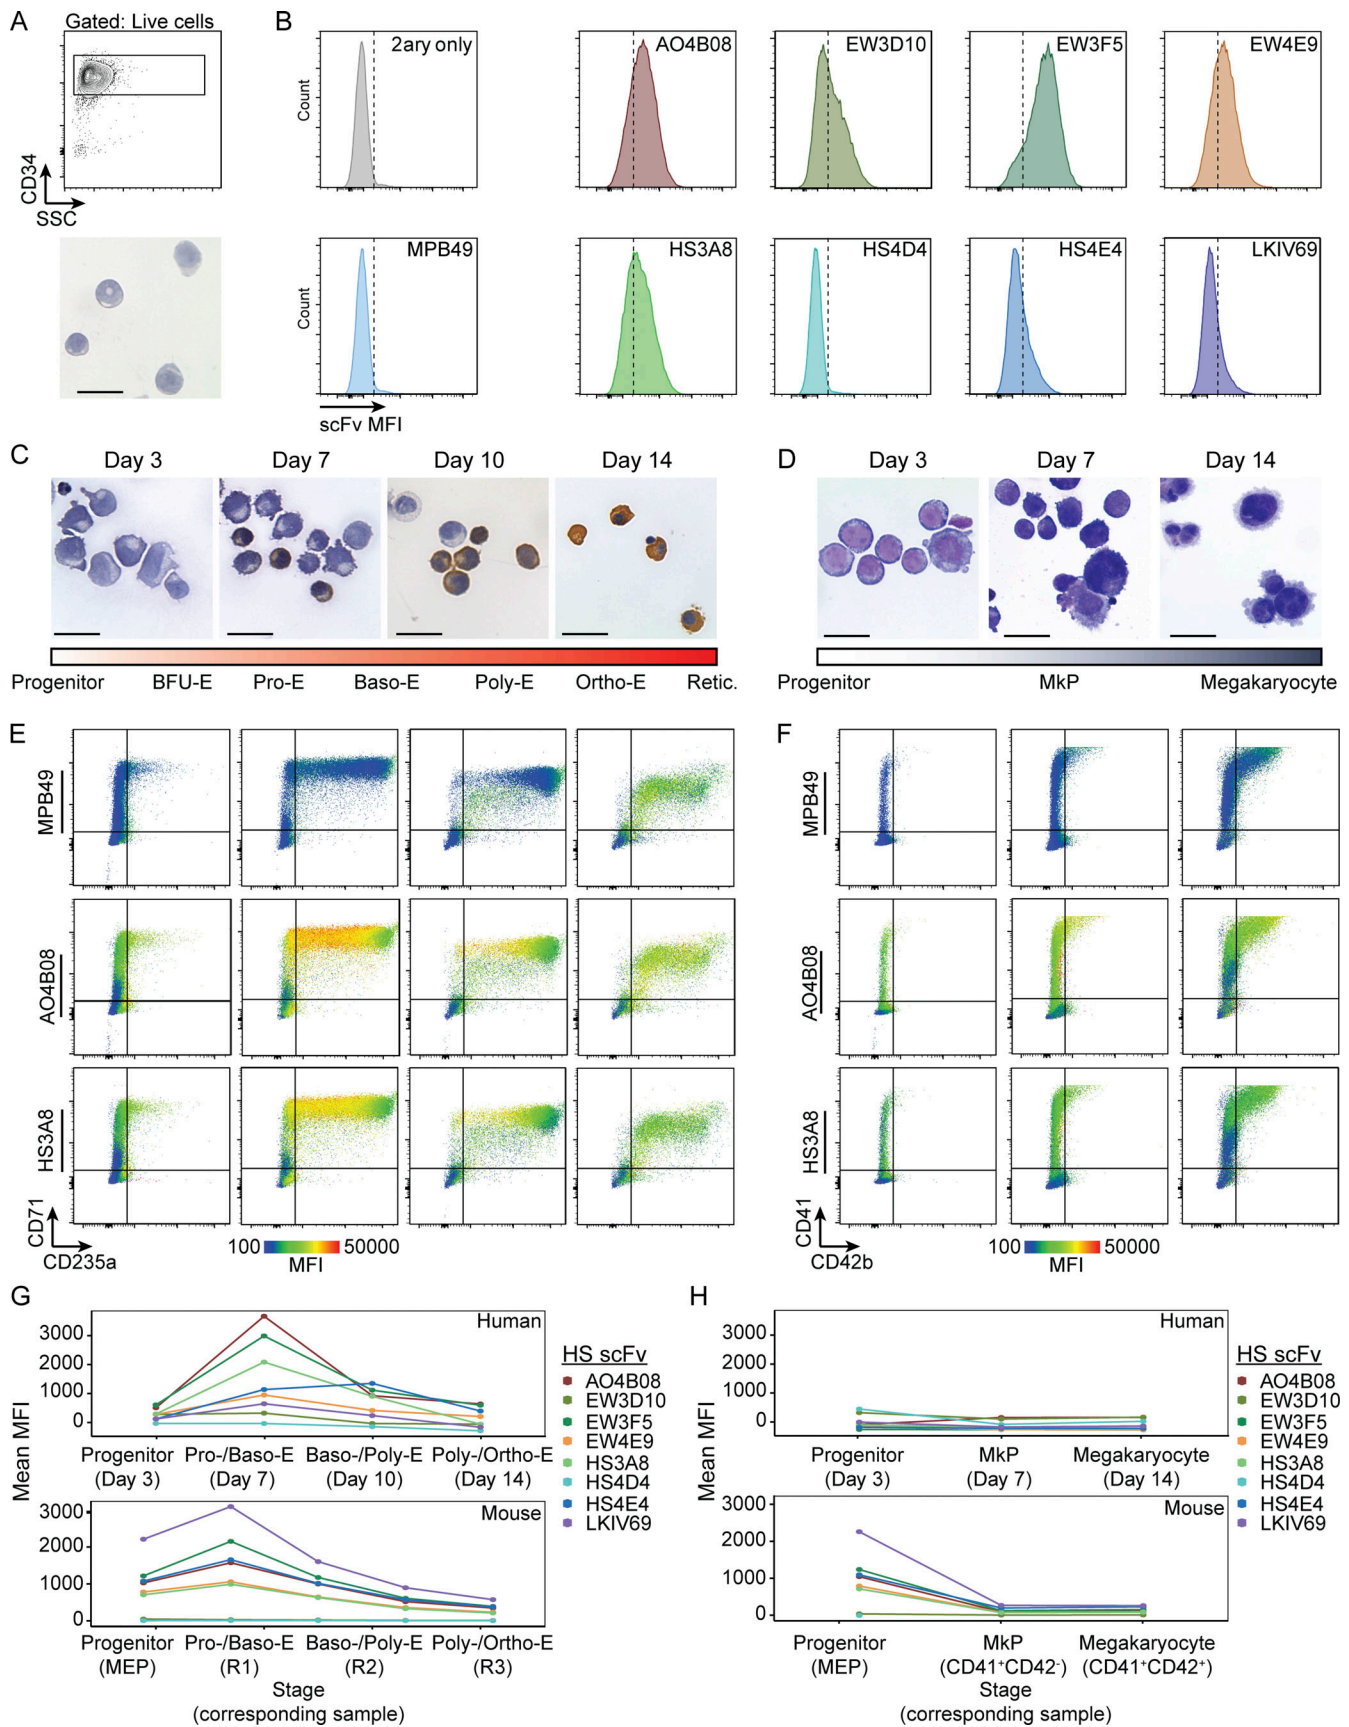 A
Gated: Live cells
CD34
SSC
B
2ary only
AO4B08
EW3D10
EW3F5
EW4E9
Count
MPB49
HS3A8
HS4D4
HS4E4
LKIV69
Count
scFv MFI
C
Day 3
Day 7
Day 10
Day 14
Progenitor
BFU-E
Pro-E
Baso-E
Poly-E
Ortho-E
Retic.
D
Day 3
Day 7
Day 14
Progenitor
MkP
Megakaryocyte
E
MPB49
AO4B08
HS3A8
CD71
CD235a
100
50000
MFI
F
MPB49
AO4B08
HS3A8
CD41
CD42b
100
50000
MFI
G
Human
3000
2000
1000
0
Progenitor
(Day 3)
Pro-/Baso-E
(Day 7)
Baso-/Poly-E
(Day 10)
Poly-/Ortho-E
(Day 14)
Mean MFI
Mouse
3000
2000
1000
0
Progenitor
(MEP)
Pro-/Baso-E
(R1)
Baso-/Poly-E
(R2)
Poly-/Ortho-E
(R3)
Stage
(corresponding sample)
HS scFv
AO4B08
EW3D10
EW3F5
EW4E9
HS3A8
HS4D4
HS4E4
LKIV69
H
Human
3000
2000
1000
0
Progenitor
(Day 3)
MkP
(Day 7)
Megakaryocyte
(Day 14)
Mean MFI
Mouse
3000
2000
1000
0
Progenitor
(MEP)
MkP
(CD41⁺CD42⁻)
Megakaryocyte
(CD41⁺CD42⁺)
Stage
(corresponding sample)
HS scFv
AO4B08
EW3D10
EW3F5
EW4E9
HS3A8
HS4D4
HS4E4
LKIV69